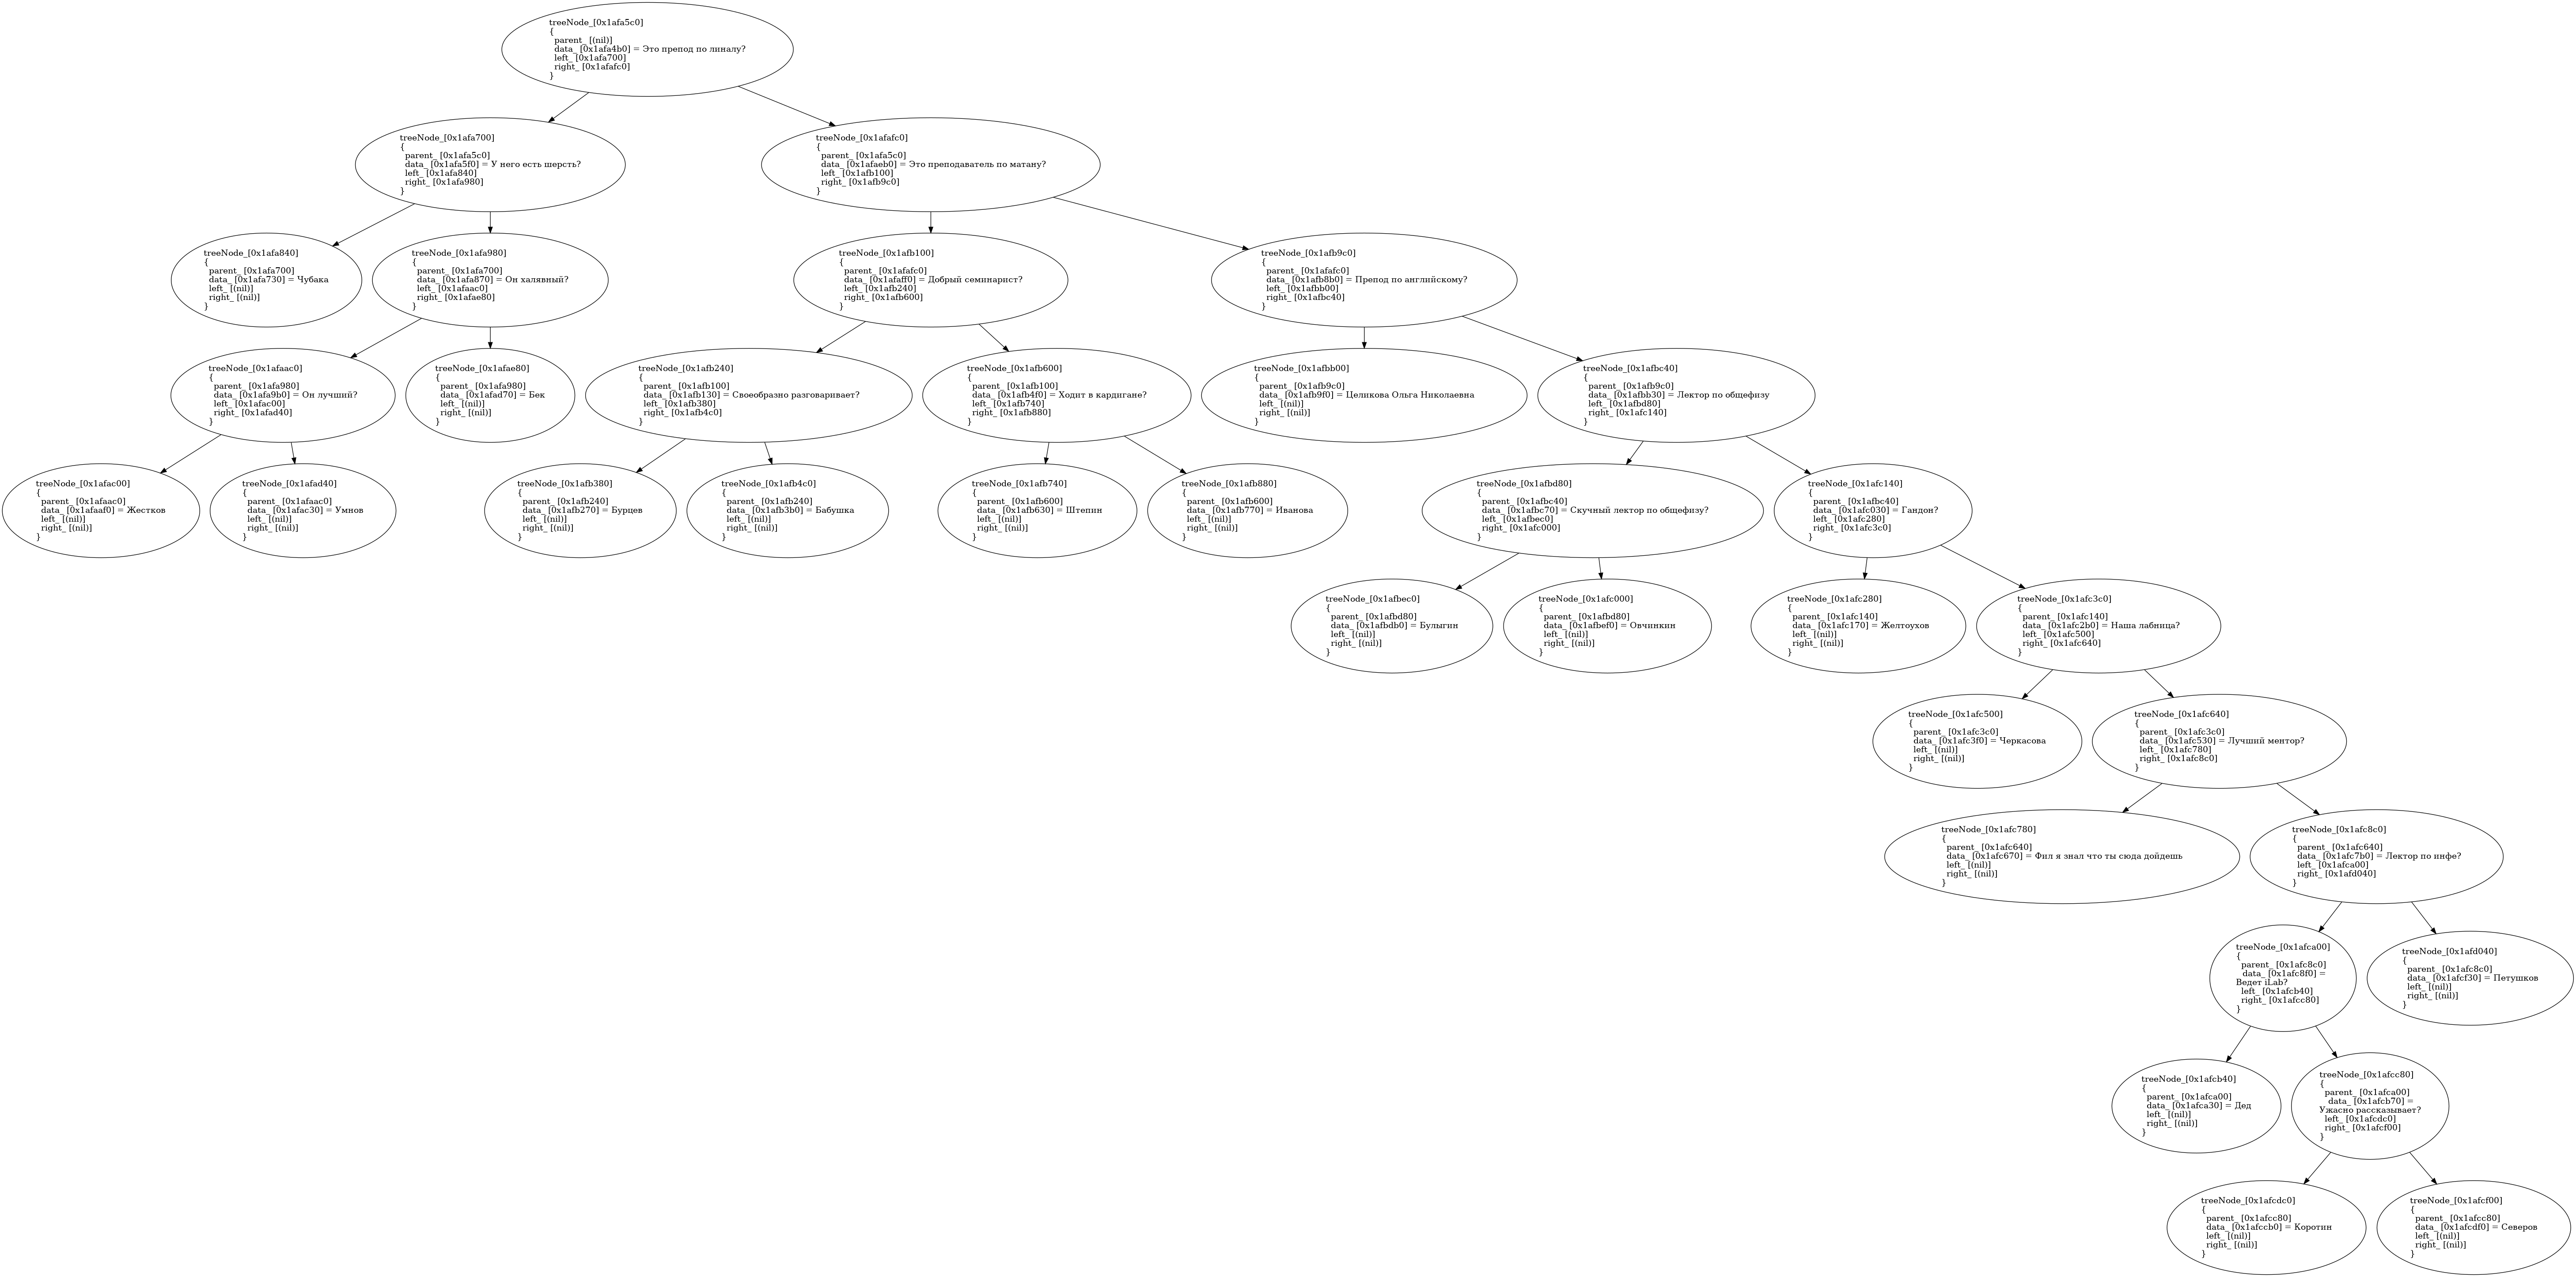 treeNode_[0x1afa5c0]
{
parent_ [(nil)]
data_ [0x1afa4b0] = Это препод по линалу?
left_ [0x1afa700]
right_ [0x1afafc0]
}
treeNode_[0x1afa700]
{
parent_ [0x1afa5c0]
data_ [0x1afa5f0] = У него есть шерсть?
left_ [0x1afa840]
right_ [0x1afa980]
}
treeNode_[0x1afafc0]
{
parent_ [0x1afa5c0]
data_ [0x1afaeb0] = Это преподаватель по матану?
left_ [0x1afb100]
right_ [0x1afb9c0]
}
treeNode_[0x1afa840]
{
parent_ [0x1afa700]
data_ [0x1afa730] = Чубака
left_ [(nil)]
right_ [(nil)]
}
treeNode_[0x1afa980]
{
parent_ [0x1afa700]
data_ [0x1afa870] = Он халявный?
left_ [0x1afaac0]
right_ [0x1afae80]
}
treeNode_[0x1afb100]
{
parent_ [0x1afafc0]
data_ [0x1afaff0] = Добрый семинарист?
left_ [0x1afb240]
right_ [0x1afb600]
}
treeNode_[0x1afb9c0]
{
parent_ [0x1afafc0]
data_ [0x1afb8b0] = Препод по английскому?
left_ [0x1afbb00]
right_ [0x1afbc40]
}
treeNode_[0x1afaac0]
{
parent_ [0x1afa980]
data_ [0x1afa9b0] = Он лучший?
left_ [0x1afac00]
right_ [0x1afad40]
}
treeNode_[0x1afae80]
{
parent_ [0x1afa980]
data_ [0x1afad70] = Бек
left_ [(nil)]
right_ [(nil)]
}
treeNode_[0x1afb240]
{
parent_ [0x1afb100]
data_ [0x1afb130] = Своеобразно разговаривает?
left_ [0x1afb380]
right_ [0x1afb4c0]
}
treeNode_[0x1afb600]
{
parent_ [0x1afb100]
data_ [0x1afb4f0] = Ходит в кардигане?
left_ [0x1afb740]
right_ [0x1afb880]
}
treeNode_[0x1afbb00]
{
parent_ [0x1afb9c0]
data_ [0x1afb9f0] = Целикова Ольга Николаевна
left_ [(nil)]
right_ [(nil)]
}
treeNode_[0x1afbc40]
{
parent_ [0x1afb9c0]
data_ [0x1afbb30] = Лектор по общефизу
left_ [0x1afbd80]
right_ [0x1afc140]
}
treeNode_[0x1afac00]
{
parent_ [0x1afaac0]
data_ [0x1afaaf0] = Жестков
left_ [(nil)]
right_ [(nil)]
}
treeNode_[0x1afad40]
{
parent_ [0x1afaac0]
data_ [0x1afac30] = Умнов
left_ [(nil)]
right_ [(nil)]
}
treeNode_[0x1afb380]
{
parent_ [0x1afb240]
data_ [0x1afb270] = Бурцев
left_ [(nil)]
right_ [(nil)]
}
treeNode_[0x1afb4c0]
{
parent_ [0x1afb240]
data_ [0x1afb3b0] = Бабушка
left_ [(nil)]
right_ [(nil)]
}
treeNode_[0x1afb740]
{
parent_ [0x1afb600]
data_ [0x1afb630] = Штепин
left_ [(nil)]
right_ [(nil)]
}
treeNode_[0x1afb880]
{
parent_ [0x1afb600]
data_ [0x1afb770] = Иванова
left_ [(nil)]
right_ [(nil)]
}
treeNode_[0x1afbd80]
{
parent_ [0x1afbc40]
data_ [0x1afbc70] = Скучный лектор по общефизу?
left_ [0x1afbec0]
right_ [0x1afc000]
}
treeNode_[0x1afc140]
{
parent_ [0x1afbc40]
data_ [0x1afc030] = Гандон?
left_ [0x1afc280]
right_ [0x1afc3c0]
}
treeNode_[0x1afbec0]
{
parent_ [0x1afbd80]
data_ [0x1afbdb0] = Булыгин
left_ [(nil)]
right_ [(nil)]
}
treeNode_[0x1afc000]
{
parent_ [0x1afbd80]
data_ [0x1afbef0] = Овчинкин
left_ [(nil)]
right_ [(nil)]
}
treeNode_[0x1afc280]
{
parent_ [0x1afc140]
data_ [0x1afc170] = Желтоухов
left_ [(nil)]
right_ [(nil)]
}
treeNode_[0x1afc3c0]
{
parent_ [0x1afc140]
data_ [0x1afc2b0] = Наша лабница?
left_ [0x1afc500]
right_ [0x1afc640]
}
treeNode_[0x1afc500]
{
parent_ [0x1afc3c0]
data_ [0x1afc3f0] = Черкасова
left_ [(nil)]
right_ [(nil)]
}
treeNode_[0x1afc640]
{
parent_ [0x1afc3c0]
data_ [0x1afc530] = Лучший ментор?
left_ [0x1afc780]
right_ [0x1afc8c0]
}
treeNode_[0x1afc780]
{
parent_ [0x1afc640]
data_ [0x1afc670] = Фил я знал что ты сюда дойдешь
left_ [(nil)]
right_ [(nil)]
}
treeNode_[0x1afc8c0]
{
parent_ [0x1afc640]
data_ [0x1afc7b0] = Лектор по инфе?
left_ [0x1afca00]
right_ [0x1afd040]
}
treeNode_[0x1afca00]
{
parent_ [0x1afc8c0]
data_ [0x1afc8f0] =
Ведет iLab?
left_ [0x1afcb40]
right_ [0x1afcc80]
}
treeNode_[0x1afd040]
{
parent_ [0x1afc8c0]
data_ [0x1afcf30] = Петушков
left_ [(nil)]
right_ [(nil)]
}
treeNode_[0x1afcb40]
{
parent_ [0x1afca00]
data_ [0x1afca30] = Дед
left_ [(nil)]
right_ [(nil)]
}
treeNode_[0x1afcc80]
{
parent_ [0x1afca00]
data_ [0x1afcb70] =
Ужасно рассказывает?
left_ [0x1afcdc0]
right_ [0x1afcf00]
}
treeNode_[0x1afcdc0]
{
parent_ [0x1afcc80]
data_ [0x1afccb0] = Коротин
left_ [(nil)]
right_ [(nil)]
}
treeNode_[0x1afcf00]
{
parent_ [0x1afcc80]
data_ [0x1afcdf0] = Северов
left_ [(nil)]
right_ [(nil)]
}